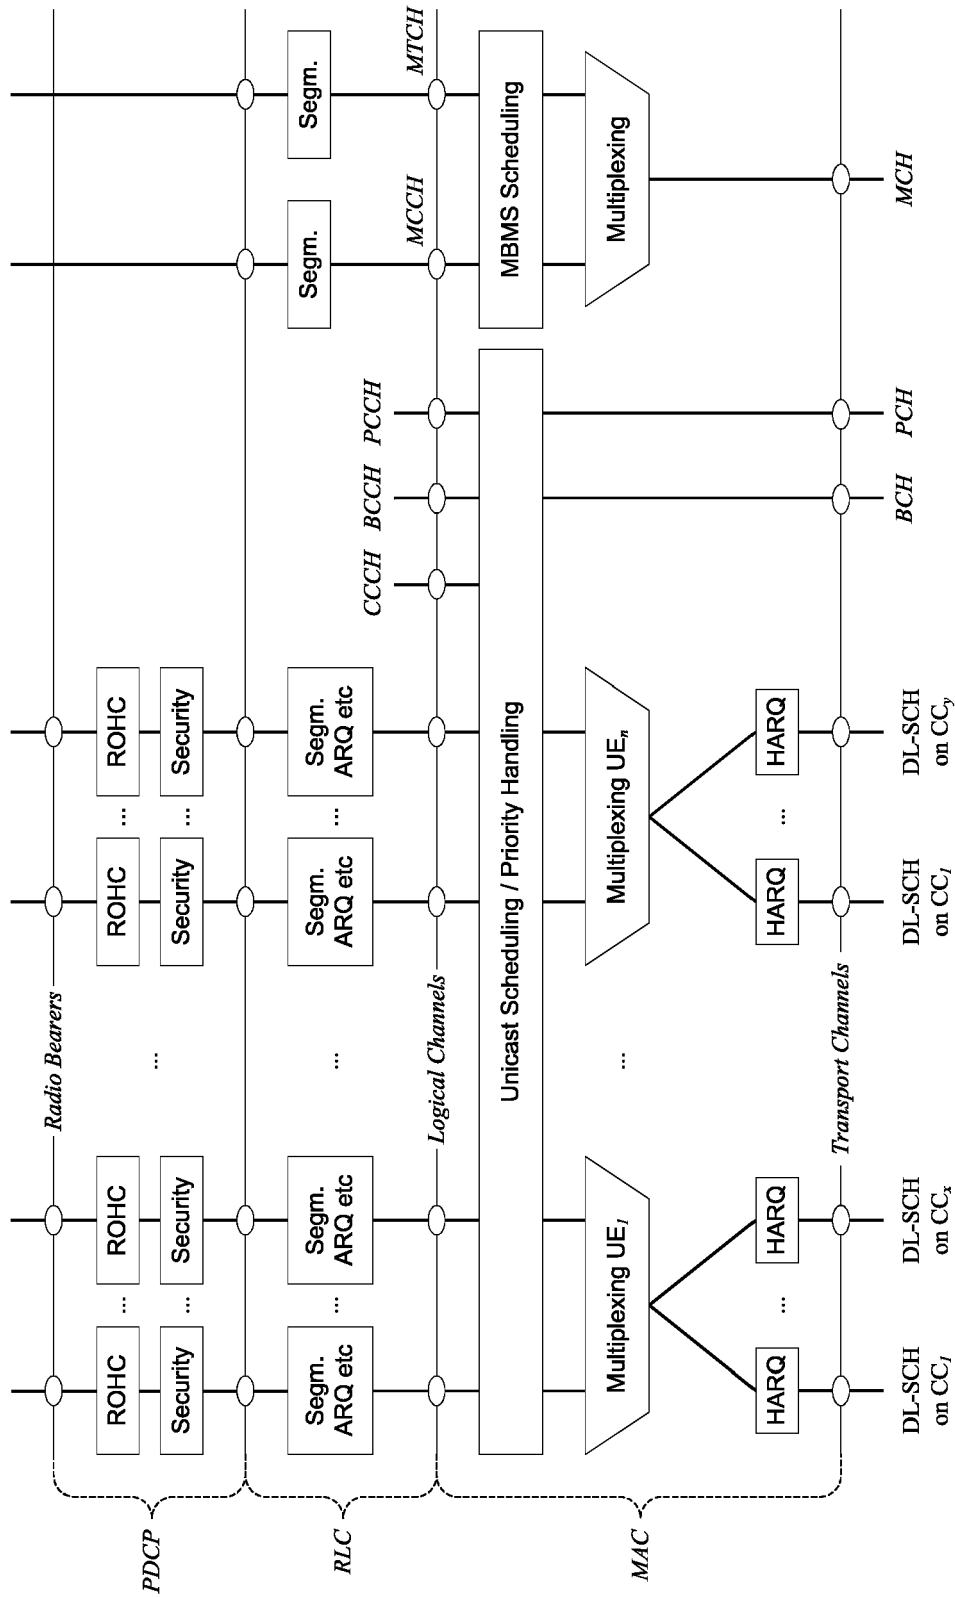 Radio Bearers
PDCP
ROHC
...
ROHC
...
ROHC
...
ROHC
Security
...
Security
Security
...
Security
RLC
Segm.
ARQ etc
...
Segm.
ARQ etc
...
Segm.
ARQ etc
...
Segm.
ARQ etc
Segm.
Segm.
Logical Channels
CCCH
BCCH
PCCH
MCCH
MTCH
MAC
Unicast Scheduling / Priority Handling
MBMS Scheduling
Multiplexing UE1
...
Multiplexing UEn
Multiplexing
HARQ
...
HARQ
HARQ
...
HARQ
Transport Channels
DL-SCH
on CC1
DL-SCH
on CCx
DL-SCH
on CC1
DL-SCH
on CCy
BCH
PCH
MCH